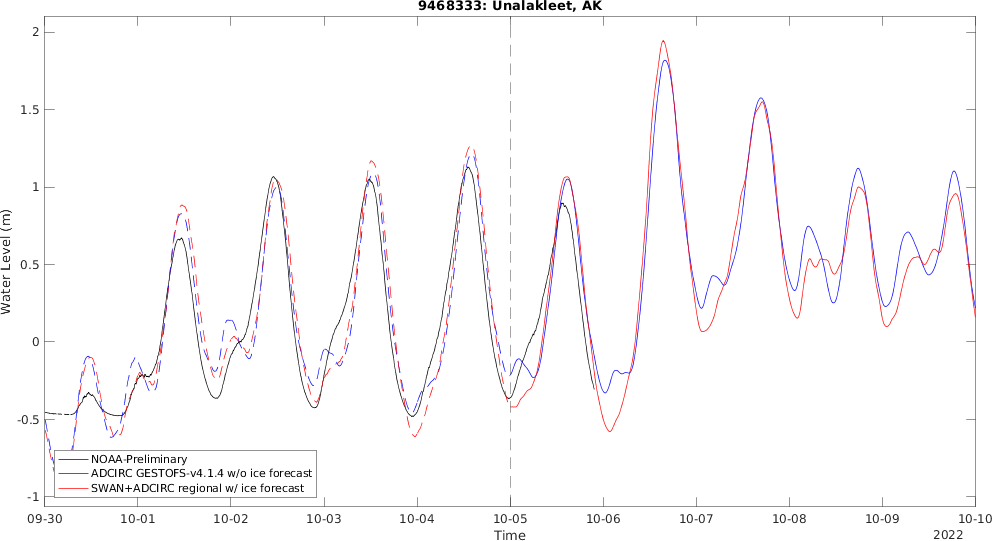 9468333: Unalakleet, AK
Water Level (m)
2
1.5
1
0.5
0
-0.5
-1
NOAA-Preliminary
ADCIRC GESTOFS-v4.1.4 w/o ice forecast
SWAN+ADCIRC regional w/ ice forecast
09-30 10-01 10-02 10-03 10-04 10-05 10-06 10-07 10-08 10-09 10-10
Time
2022